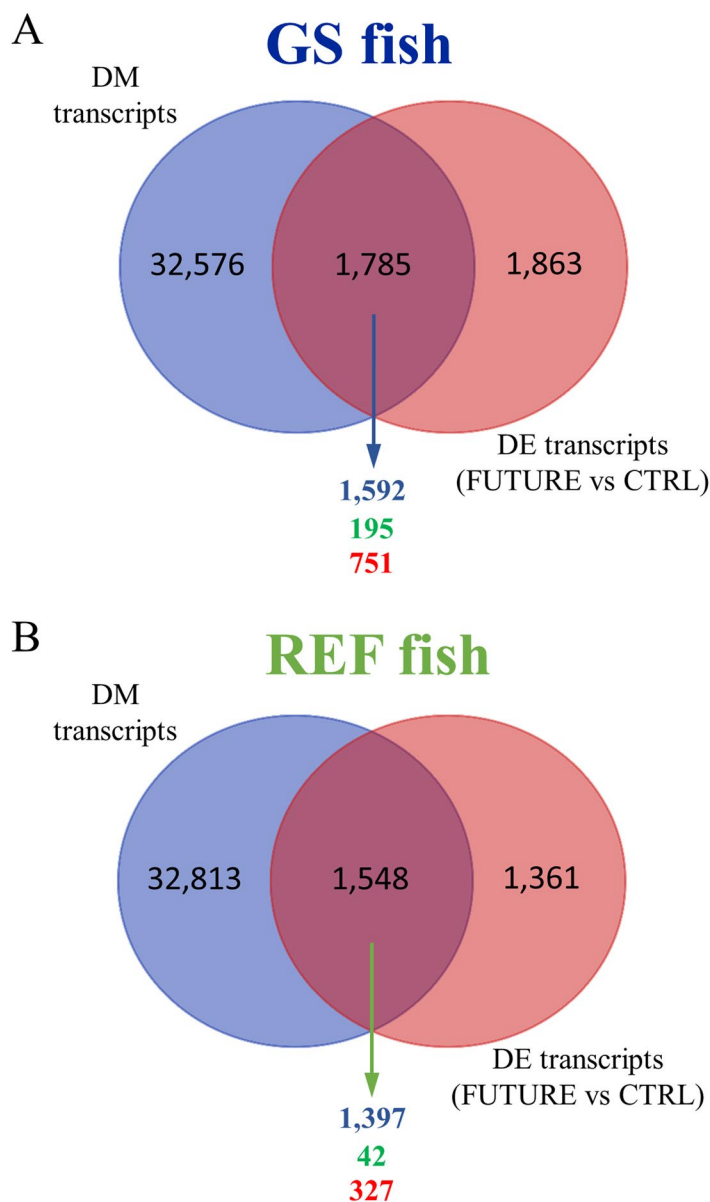 A
GS fish
DM
transcripts
32,576
1,785
1,863
DE transcripts
(FUTURE vs CTRL)
1,592
195
751
B
REF fish
DM
transcripts
32,813
1,548
1,361
DE transcripts
(FUTURE vs CTRL)
1,397
42
327